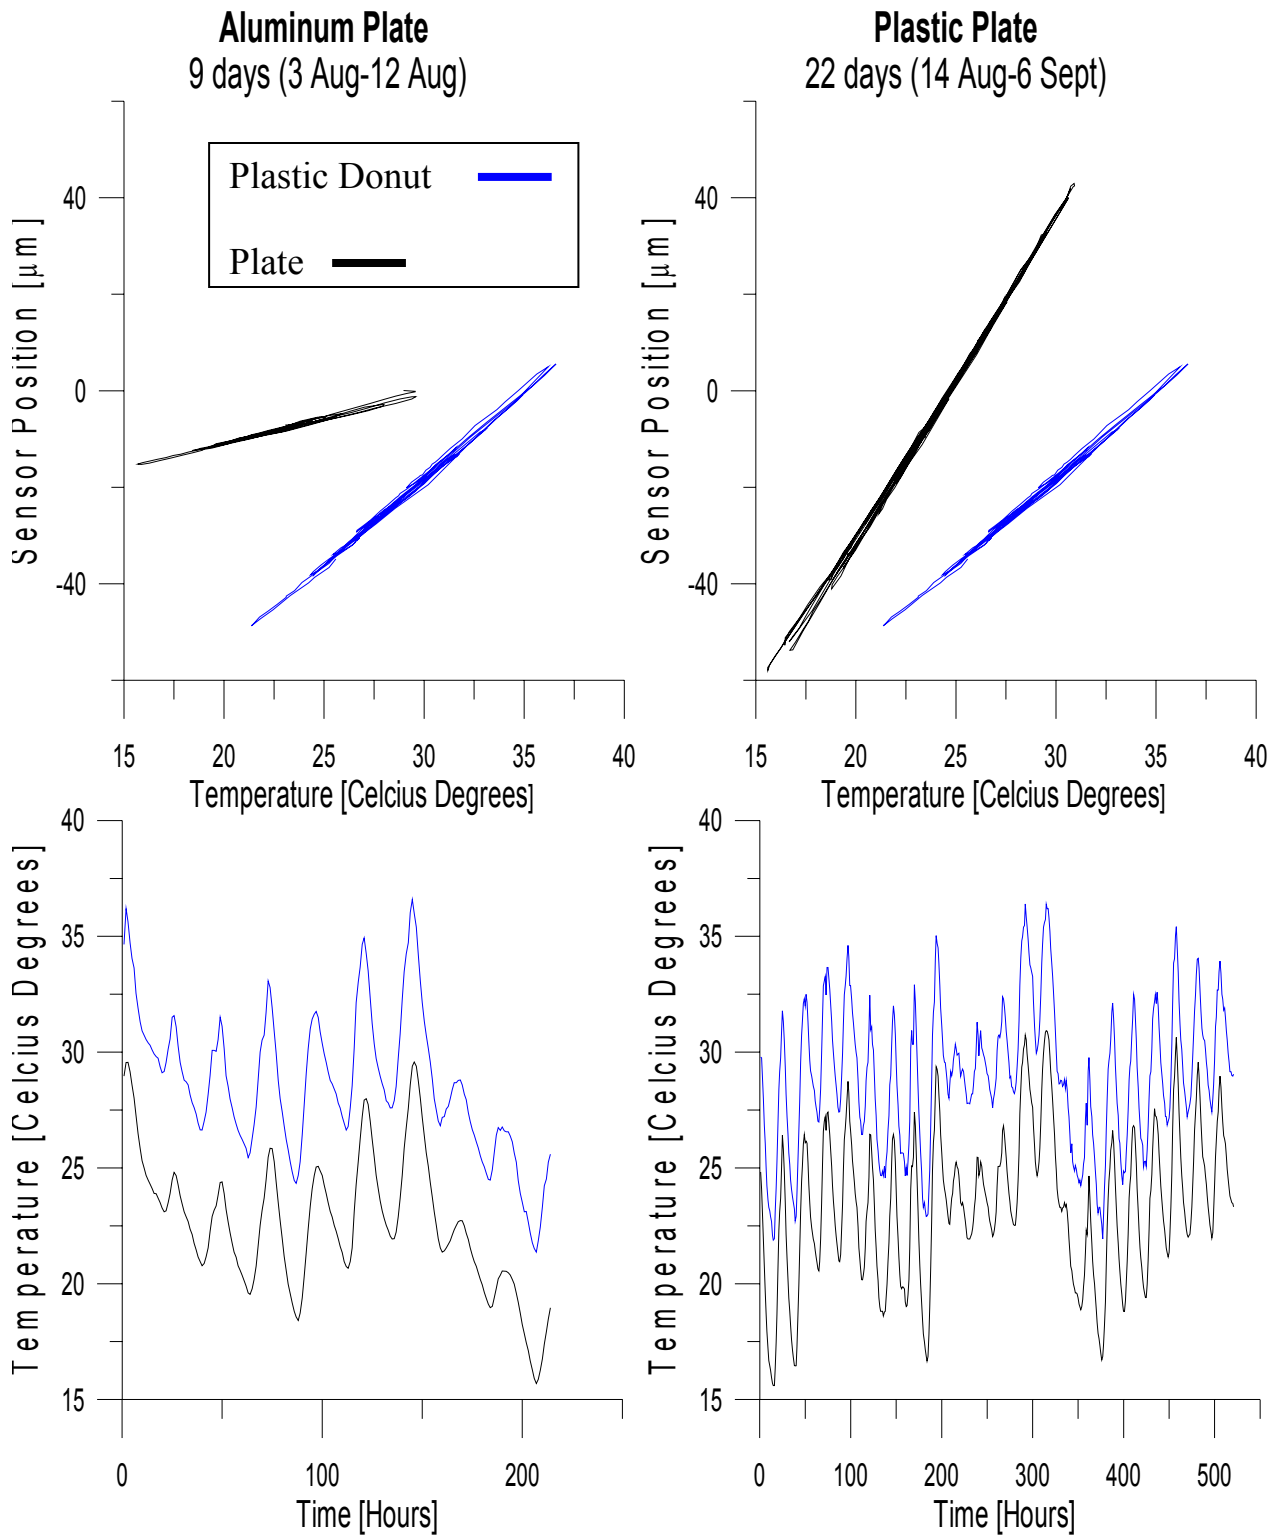 Aluminum Plate
9 days (3 Aug-12 Aug)
Plastic Plate
22 days (14 Aug-6 Sept)
Plastic Donut
Plate
Sensor Position [μm]
40
0
-40
15 20 25 30 35 40
Temperature [Celcius Degrees]
Sensor Position [μm]
40
0
-40
15 20 25 30 35 40
Temperature [Celcius Degrees]
Temperature [Celcius Degrees]
40
35
30
25
20
15
0 100 200
Time [Hours]
Temperature [Celcius Degrees]
40
35
30
25
20
15
0 100 200 300 400 500
Time [Hours]